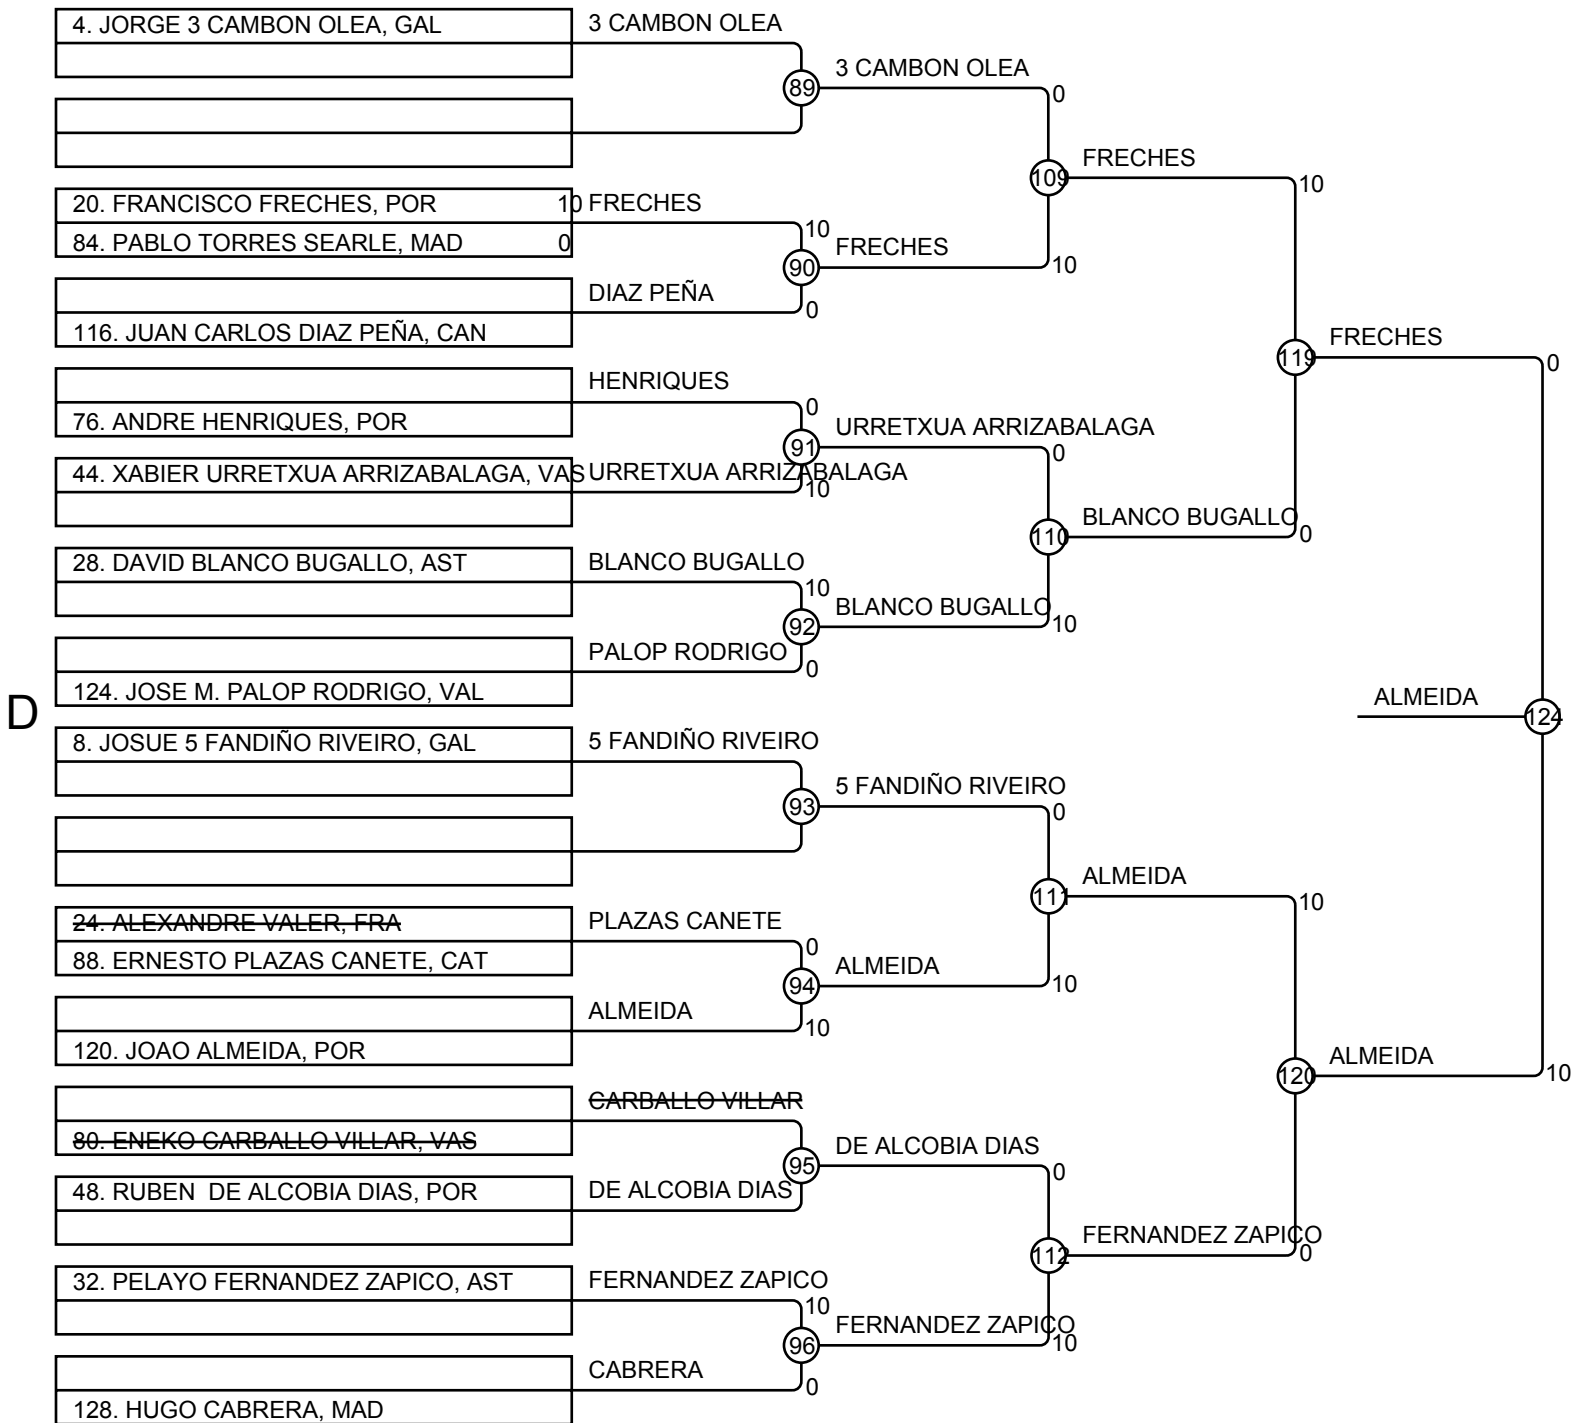 4. JORGE 3 CAMBON OLEA, GAL
3 CAMBON OLEA
89
3 CAMBON OLEA
0
109
FRECHES
10
20. FRANCISCO FRECHES, POR 10
84. PABLO TORRES SEARLE, MAD 0
FRECHES
10
90
FRECHES
10
DIAZ PEÑA
0
116. JUAN CARLOS DIAZ PEÑA, CAN
119
FRECHES
0
HENRIQUES
0
76. ANDRE HENRIQUES, POR
91
URRETXUA ARRIZABALAGA
0
44. XABIER URRETXUA ARRIZABALAGA, VAS
URRETXUA ARRIZABALAGA
10
110
BLANCO BUGALLO
0
28. DAVID BLANCO BUGALLO, AST
BLANCO BUGALLO
10
92
BLANCO BUGALLO
10
PALOP RODRIGO
0
124. JOSE M. PALOP RODRIGO, VAL
D
ALMEIDA
124
8. JOSUE 5 FANDIÑO RIVEIRO, GAL
5 FANDIÑO RIVEIRO
93
5 FANDIÑO RIVEIRO
0
111
ALMEIDA
10
24. ALEXANDRE VALER, FRA
88. ERNESTO PLAZAS CANETE, CAT
PLAZAS CANETE
0
94
ALMEIDA
10
ALMEIDA
10
120. JOAO ALMEIDA, POR
120
ALMEIDA
10
CARBALLO VILLAR
80. ENEKO CARBALLO VILLAR, VAS
95
DE ALCOBIA DIAS
0
48. RUBEN  DE ALCOBIA DIAS, POR
DE ALCOBIA DIAS
112
FERNANDEZ ZAPICO
0
32. PELAYO FERNANDEZ ZAPICO, AST
FERNANDEZ ZAPICO
10
96
FERNANDEZ ZAPICO
10
CABRERA
0
128. HUGO CABRERA, MAD